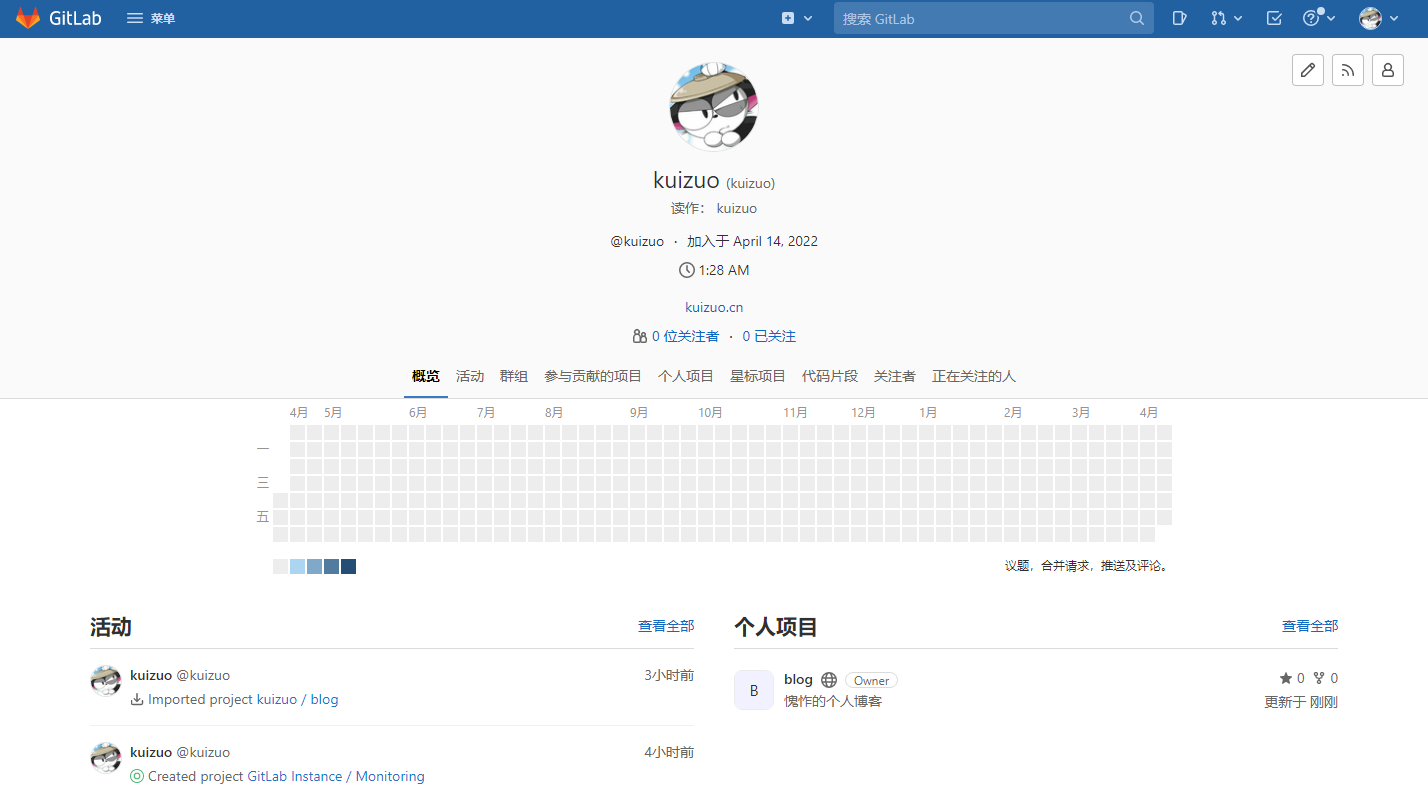 GitLab 菜单 搜索 GitLab
kuizuo (kuizuo)
读作： kuizuo
@kuizuo · 加入于 April 14, 2022
1:28 AM
kuizuo.cn
0 位关注者 · 0 已关注
概览 活动 群组 参与贡献的项目 个人项目 星标项目 代码片段 关注者 正在关注的人
4月 5月 6月 7月 8月 9月 10月 11月 12月 1月 2月 3月 4月
一
三
五
议题，合并请求，推送及评论。
活动 查看全部
kuizuo @kuizuo 3小时前
Imported project kuizuo / blog
kuizuo @kuizuo 4小时前
Created project GitLab Instance / Monitoring
个人项目 查看全部
B blog Owner 0 0
愧怍的个人博客 更新于 刚刚